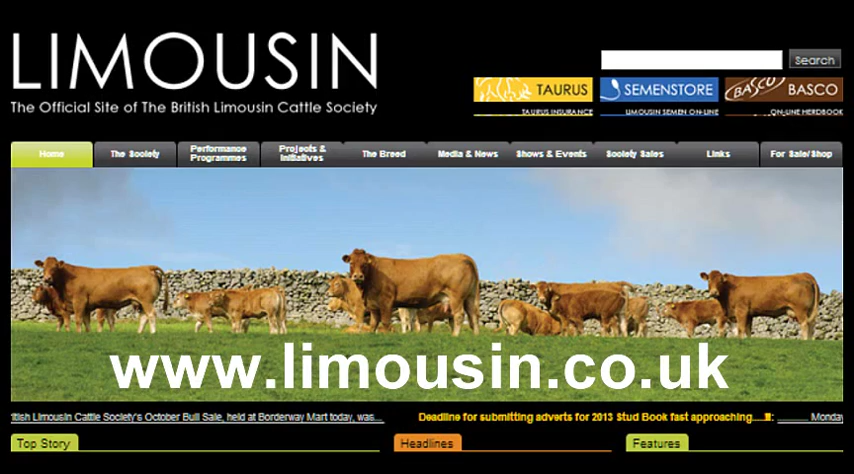 LIMOUSIN
The Official Site of The British Limousin Cattle Society
Search
TAURUS
SEMENSTORE
BASCO
BASCO
TAURUS INSURANCE
LIMOUSIN SEMEN ON-LINE
ON-LINE HERDBOOK
Home
The Society
Performance
Programmes
Projects &
Initiatives
The Breed
Media & News
Shows & Events
Society Sales
Links
For Sale/Shop
www.limousin.co.uk
Limousin Cattle Society's October Bull Sale, held at Borderway Mart today, was...
Deadline for submitting adverts for 2013 Stud Book fast approaching.....!!:
Top Story
Headlines
Features